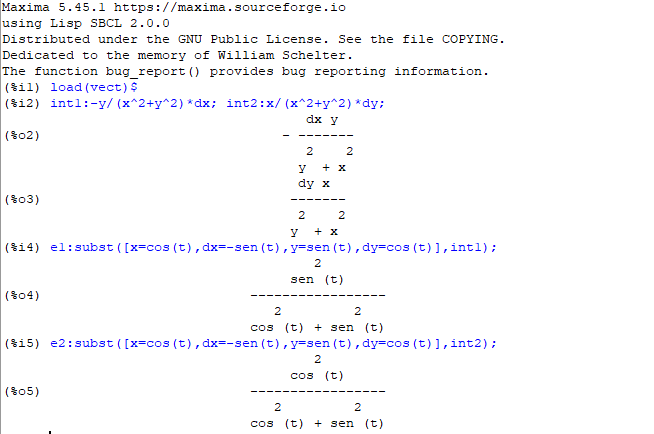 Maxima 5.45.1 https://maxima.sourceforge.io
using Lisp SBCL 2.0.0
Distributed under the GNU Public License. See the file COPYING.
Dedicated to the memory of William Schelter.
The function bug_report() provides bug reporting information.
(%i1) load(vect)$
(%i2) int1:-y/(x^2+y^2)*dx; int2:x/(x^2+y^2)*dy;
dx y
(%o2) - -------
2 2
y + x
dy x
(%o3) -------
2 2
y + x
(%i4) e1:subst([x=cos(t),dx=-sen(t),y=sen(t),dy=cos(t)],int1);
2
sen (t)
(%o4) -----------------
2 2
cos (t) + sen (t)
(%i5) e2:subst([x=cos(t),dx=-sen(t),y=sen(t),dy=cos(t)],int2);
2
cos (t)
(%o5) -----------------
2 2
cos (t) + sen (t)